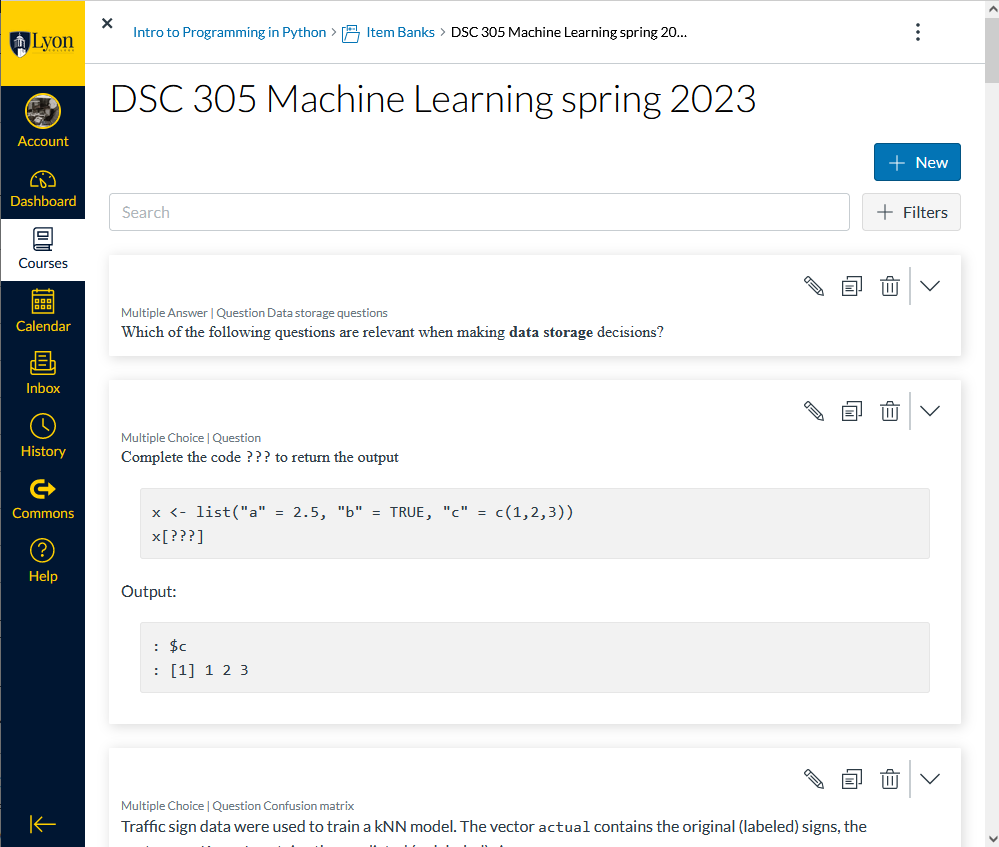 Lyon
Intro to Programming in Python > Item Banks > DSC 305 Machine Learning spring 20...
DSC 305 Machine Learning spring 2023
Account
Dashboard
Courses
Calendar
Inbox
History
Commons
Help
+ New
Search
+ Filters
Multiple Answer | Question Data storage questions
Which of the following questions are relevant when making data storage decisions?
Multiple Choice | Question
Complete the code ??? to return the output
x <- list("a" = 2.5, "b" = TRUE, "c" = c(1,2,3))
x[???]
Output:
: $c
: [1] 1 2 3
Multiple Choice | Question Confusion matrix
Traffic sign data were used to train a kNN model. The vector actual contains the original (labeled) signs, the